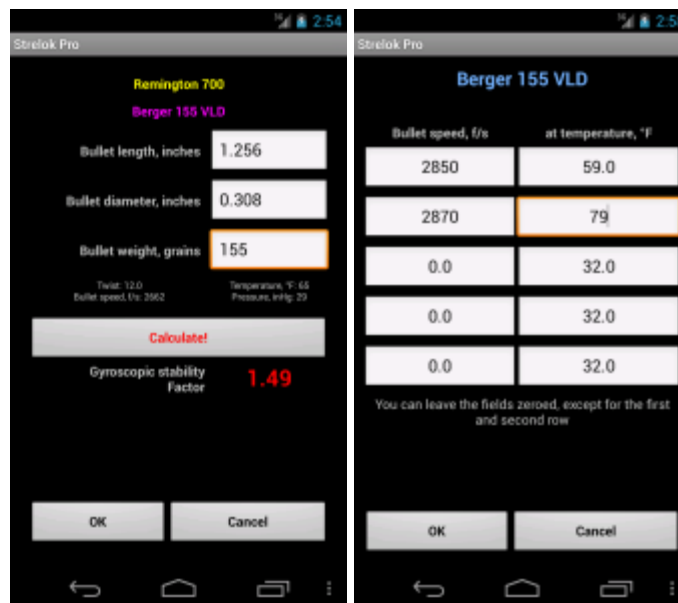 2:54
Strelok Pro
Remington 700
Berger 155 VLD
Bullet length, inches 1.256
Bullet diameter, inches 0.308
Bullet weight, grains 155
Twist: 12.0 Temperature, °F: 65
Bullet speed, f/s: 2662 Pressure, inHg: 29
Calculate!
Gyroscopic stability
Factor 1.49
OK Cancel
Strelok Pro
Berger 155 VLD
Bullet speed, f/s at temperature, °F
2850 59.0
2870 79
0.0 32.0
0.0 32.0
0.0 32.0
You can leave the fields zeroed, except for the first
and second row
OK Cancel